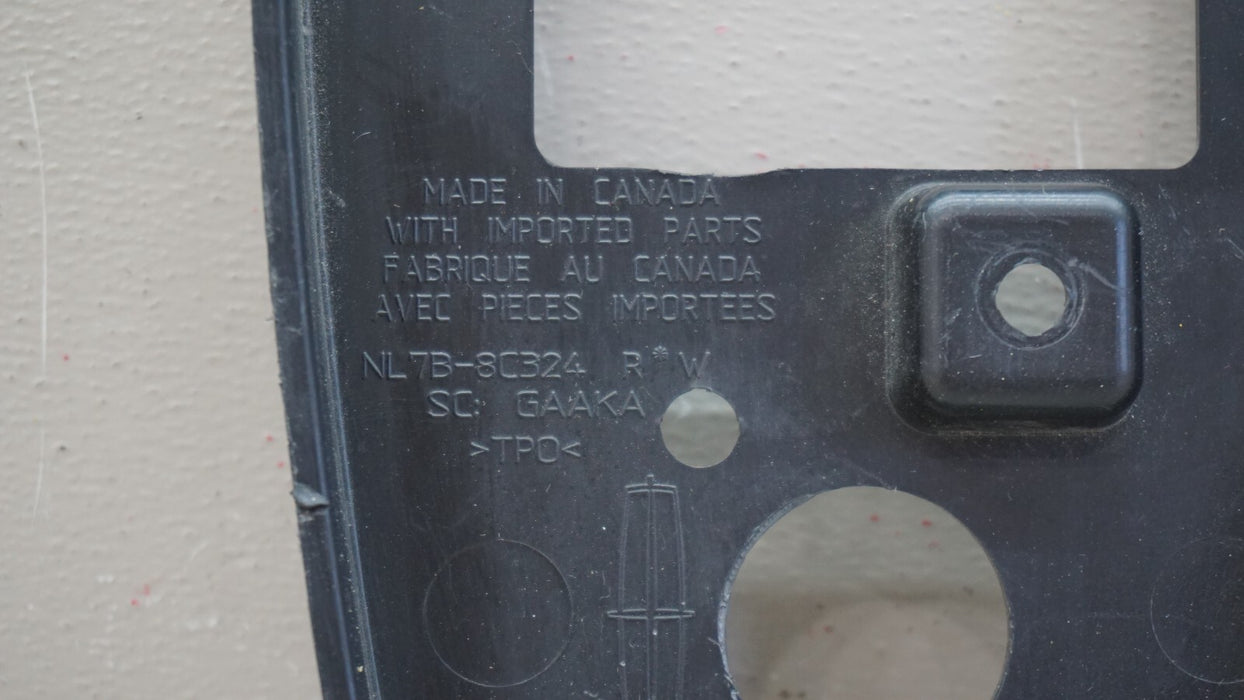 MADE IN CANADA
WITH IMPORTED PARTS
FABRIQUE AU CANADA
AVEC PIECES IMPORTEES
NL7B-8C324 R*W
SC: GAAKA
>TPO<